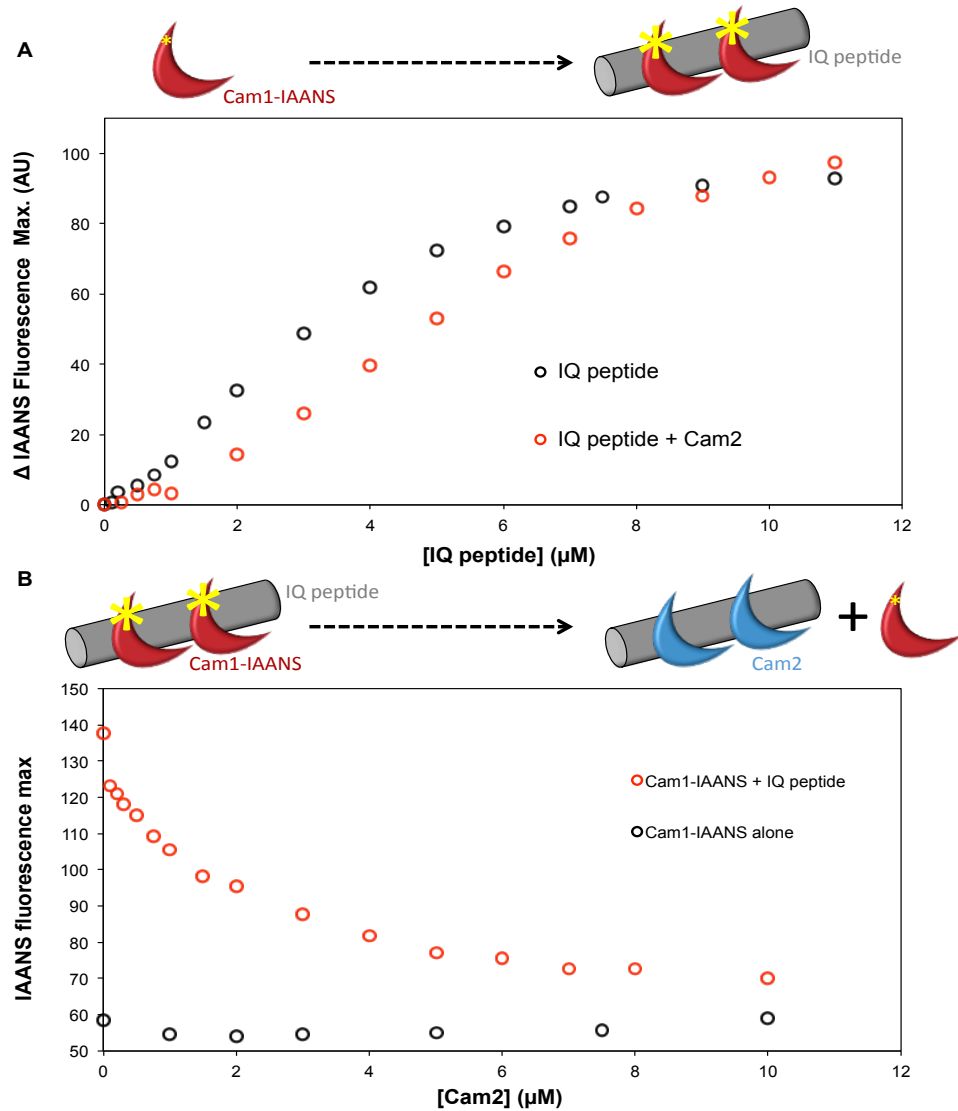 A
Cam1-IAANS
IQ peptide
Δ IAANS Fluorescence Max. (AU)
100
80
60
40
20
0
IQ peptide
IQ peptide + Cam2
0 2 4 6 8 10 12
[IQ peptide] (µM)
B
IQ peptide
Cam1-IAANS
+
Cam2
IAANS fluorescence max
150
140
130
120
110
100
90
80
70
60
50
Cam1-IAANS + IQ peptide
Cam1-IAANS alone
0 2 4 6 8 10 12
[Cam2] (µM)